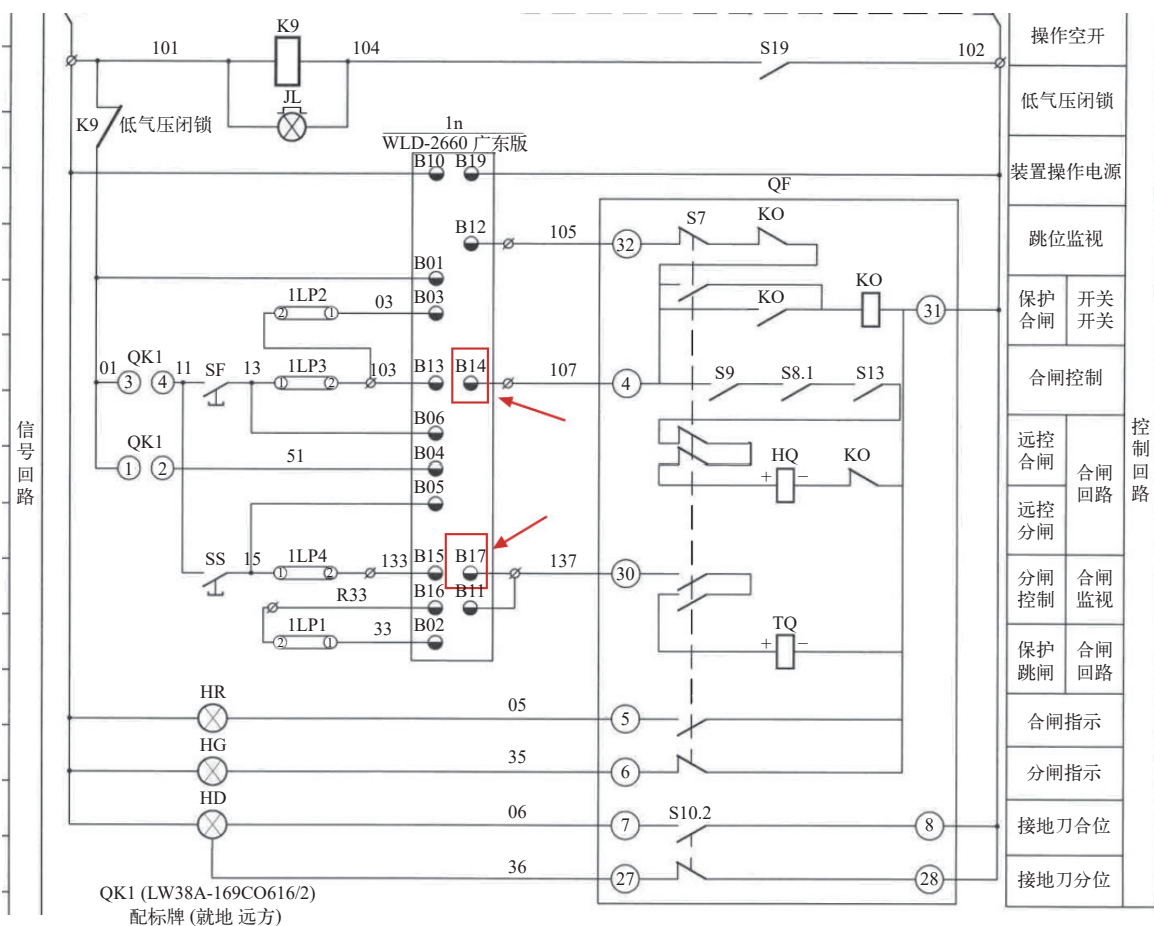 K9
101
104
S19
102
操作空开
JL
K9
低气压闭锁
低气压闭锁
1n
WLD-2660 广东版
B10
B19
装置操作电源
QF
B12
105
32
S7
KO
跳位监视
B01
1LP2
03
B03
2
1
KO
KO
31
保护
合闸
开关
开关
01
QK1
3
4
11
SF
13
1LP3
1
2
103
B13
B14
107
4
S9
S8.1
S13
合闸控制
B06
QK1
1
2
51
B04
HQ
+
−
KO
远控
合闸
合闸
回路
B05
远控
分闸
信
号
回
路
控
制
回
路
SS
15
1LP4
1
2
133
B15
B17
137
30
分闸
控制
合闸
监视
R33
B16
B11
1LP1
2
1
33
B02
TQ
+
−
保护
跳闸
合闸
回路
HR
05
5
合闸指示
HG
35
6
分闸指示
HD
06
7
S10.2
8
接地刀合位
36
27
28
接地刀分位
QK1 (LW38A-169CO616/2)
配标牌 (就地 远方)